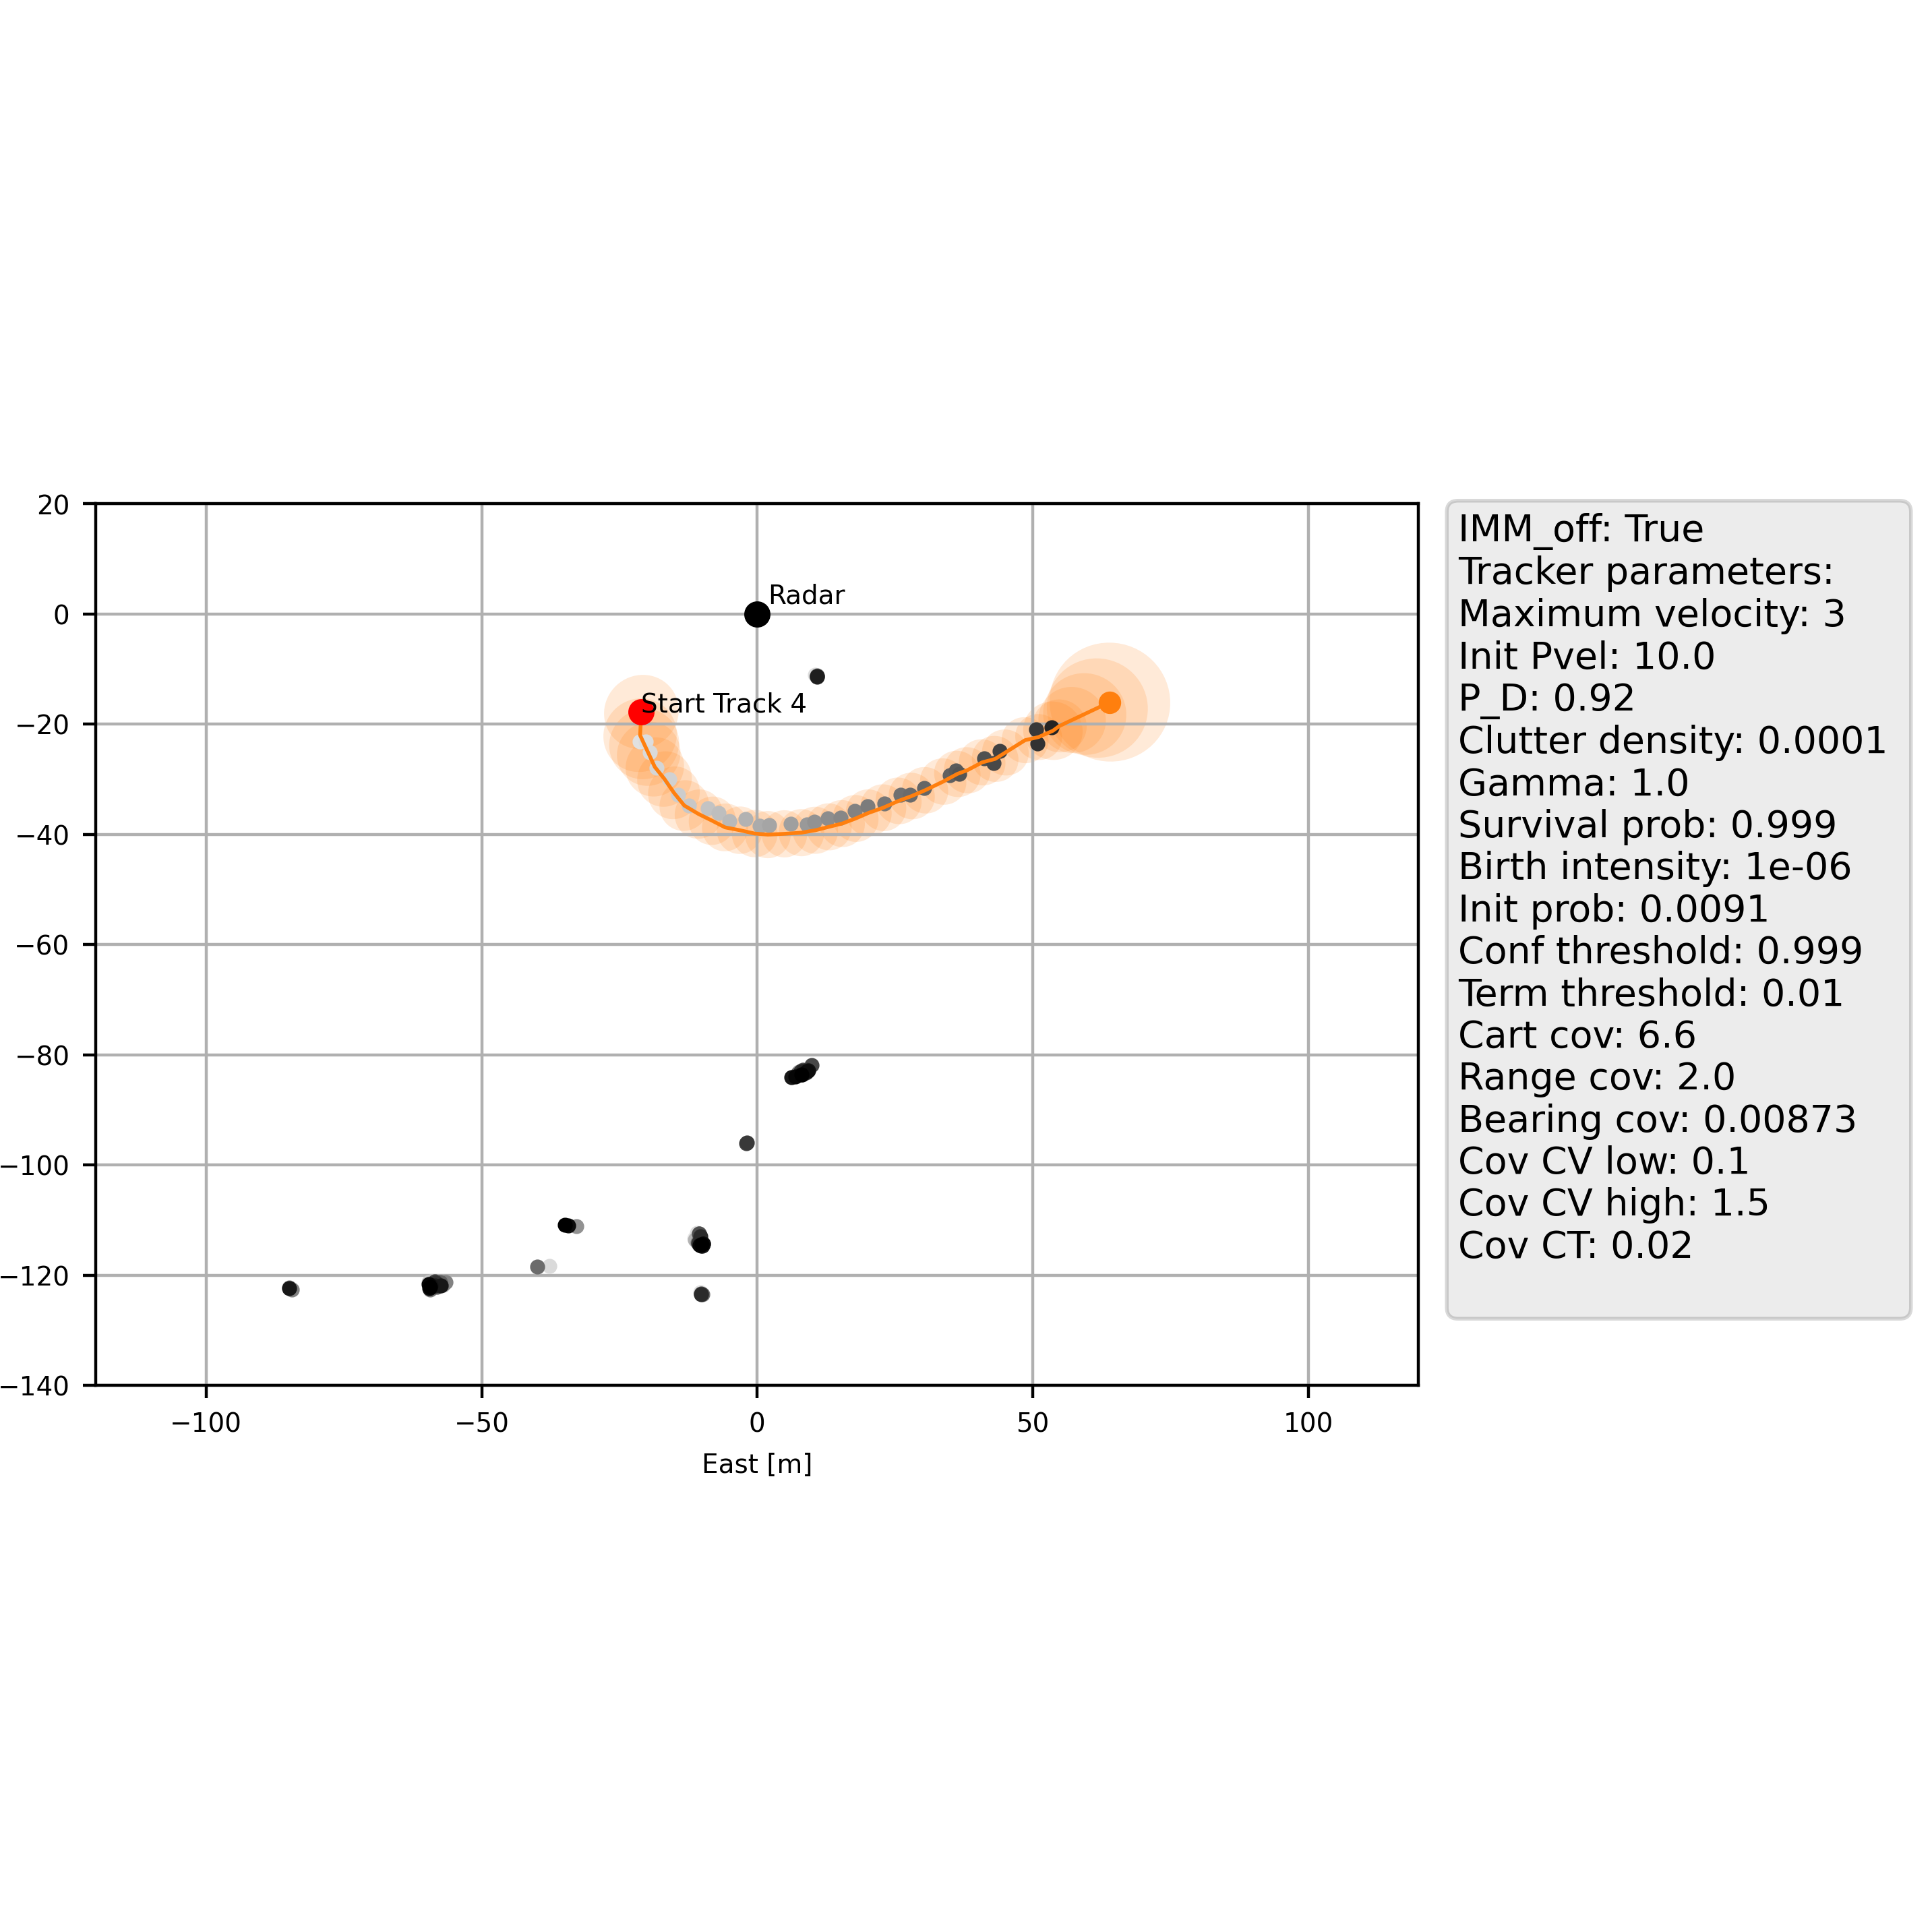 20
0
−20
−40
−60
−80
−100
−120
−140
Radar
Start Track 4
−100
−50
0
50
100
East [m]
IMM_off: True
Tracker parameters:
Maximum velocity: 3
Init Pvel: 10.0
P_D: 0.92
Clutter density: 0.0001
Gamma: 1.0
Survival prob: 0.999
Birth intensity: 1e-06
Init prob: 0.0091
Conf threshold: 0.999
Term threshold: 0.01
Cart cov: 6.6
Range cov: 2.0
Bearing cov: 0.00873
Cov CV low: 0.1
Cov CV high: 1.5
Cov CT: 0.02